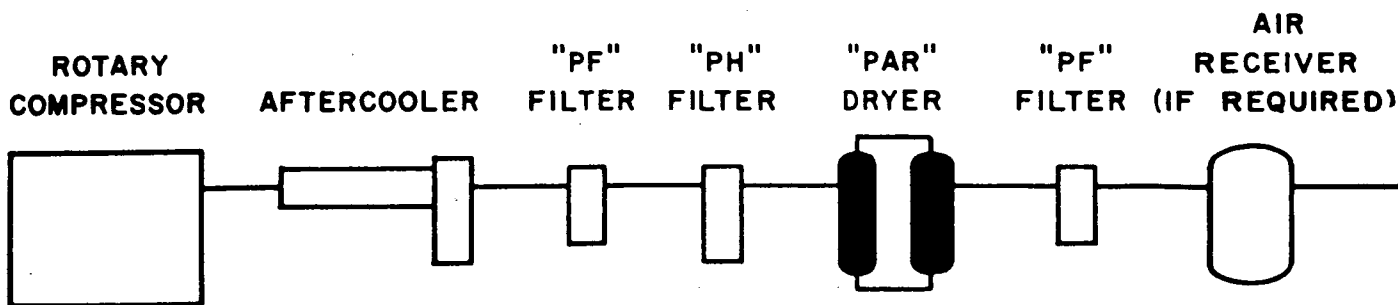 ROTARY
COMPRESSOR
AFTERCOOLER
"PF"
FILTER
"PH"
FILTER
"PAR"
DRYER
"PF"
FILTER
AIR
RECEIVER
(IF REQUIRED)